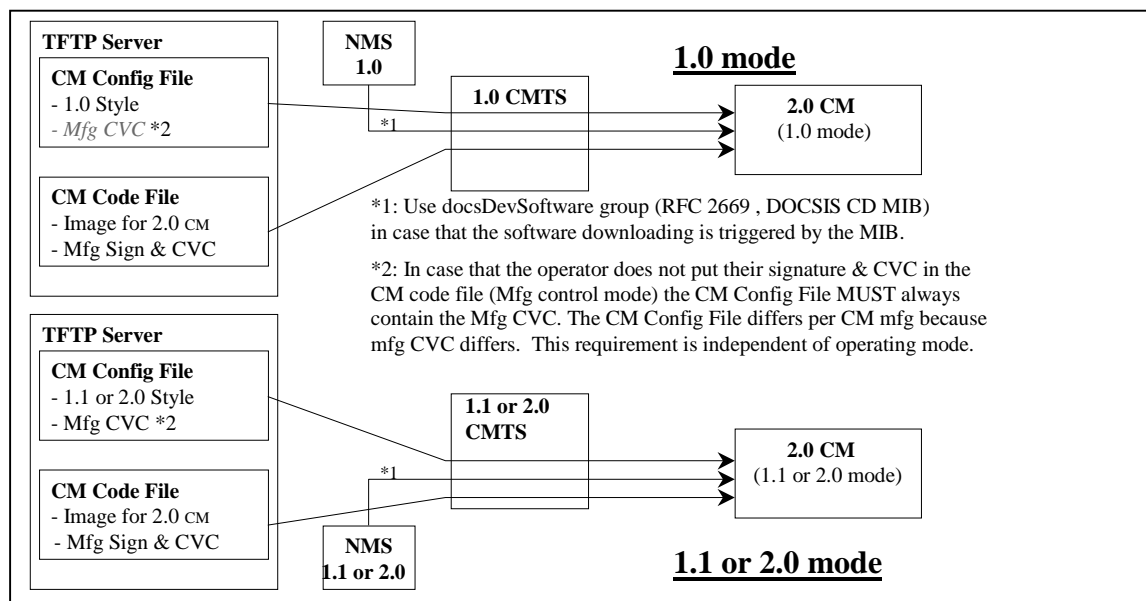 TFTP Server
CM Config File
- 1.0 Style
- Mfg CVC *2
CM Code File
- Image for 2.0 CM
- Mfg Sign & CVC
NMS
1.0
*1
1.0 CMTS
1.0 mode
2.0 CM
(1.0 mode)
*1: Use docsDevSoftware group (RFC 2669 , DOCSIS CD MIB)
in case that the software downloading is triggered by the MIB.
*2: In case that the operator does not put their signature & CVC in the
CM code file (Mfg control mode) the CM Config File MUST always
contain the Mfg CVC. The CM Config File differs per CM mfg because
mfg CVC differs.  This requirement is independent of operating mode.
TFTP Server
CM Config File
- 1.1 or 2.0 Style
- Mfg CVC *2
CM Code File
- Image for 2.0 CM
- Mfg Sign & CVC
*1
NMS
1.1 or 2.0
1.1 or 2.0
CMTS
2.0 CM
(1.1 or 2.0 mode)
1.1 or 2.0 mode